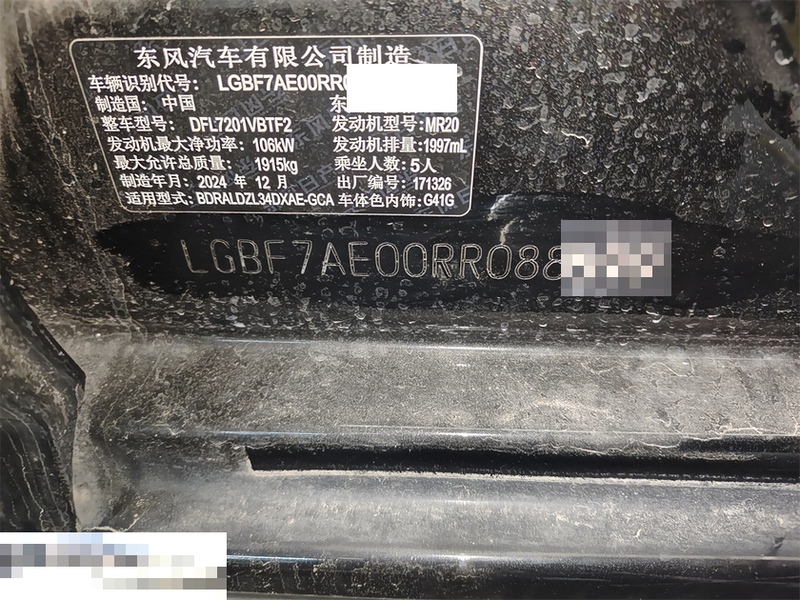 东风汽车有限公司制造
车辆识别代号： LGBF7AE00RR0
制造国： 中国 东
整车型号： DFL7201VBTF2 发动机型号：MR20
发动机最大净功率： 106kW 发动机排量：1997mL
最大允许总质量： 1915kg 乘坐人数：5人
制造年月：2024 年 12 月 出厂编号：171326
适用型式：BDRALDZL34DXAE-GCA 车体色内饰：G41G
LGBF7AE00RR088